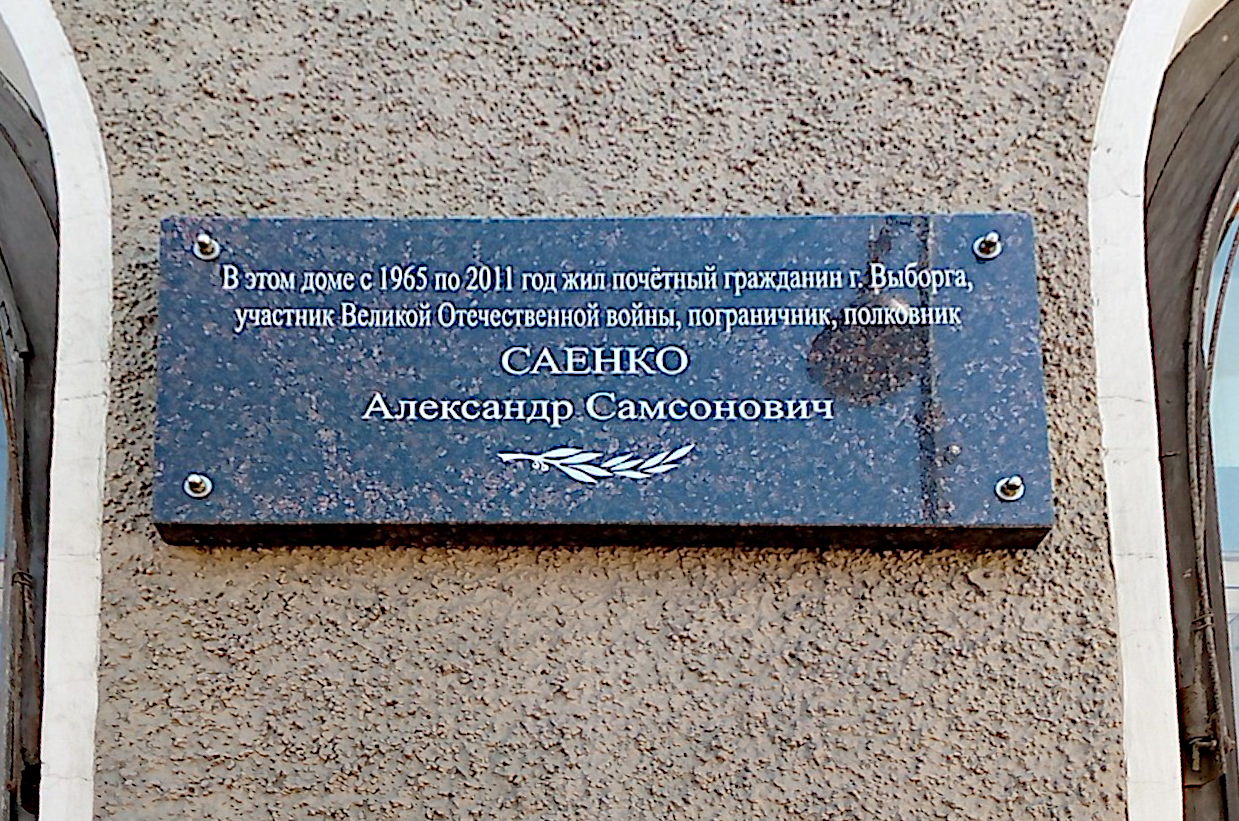 В этом доме с 1965 по 2011 год жил почётный гражданин г. Выборга,
участник Великой Отечественной войны, пограничник, полковник
САЕНКО
Александр Самсонович